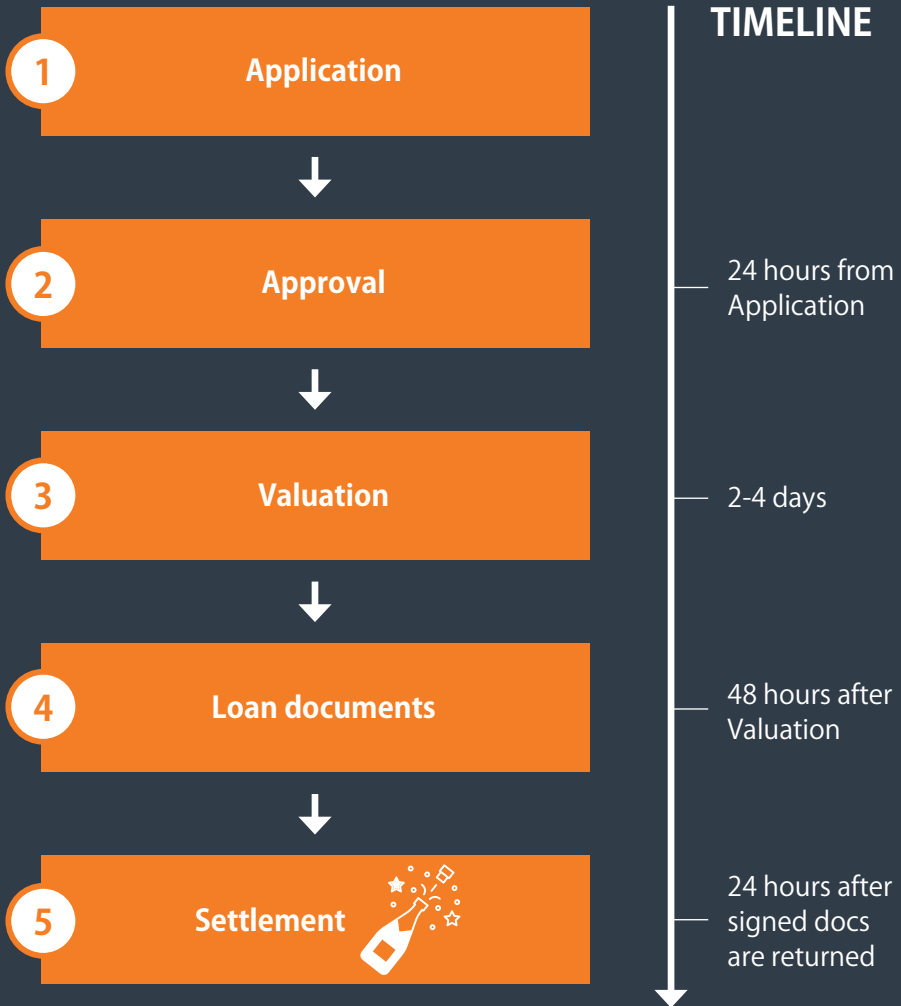 TIMELINE
1
Application
2
Approval
24 hours from
Application
3
Valuation
2-4 days
4
Loan documents
48 hours after
Valuation
5
Settlement
24 hours after
signed docs
are returned